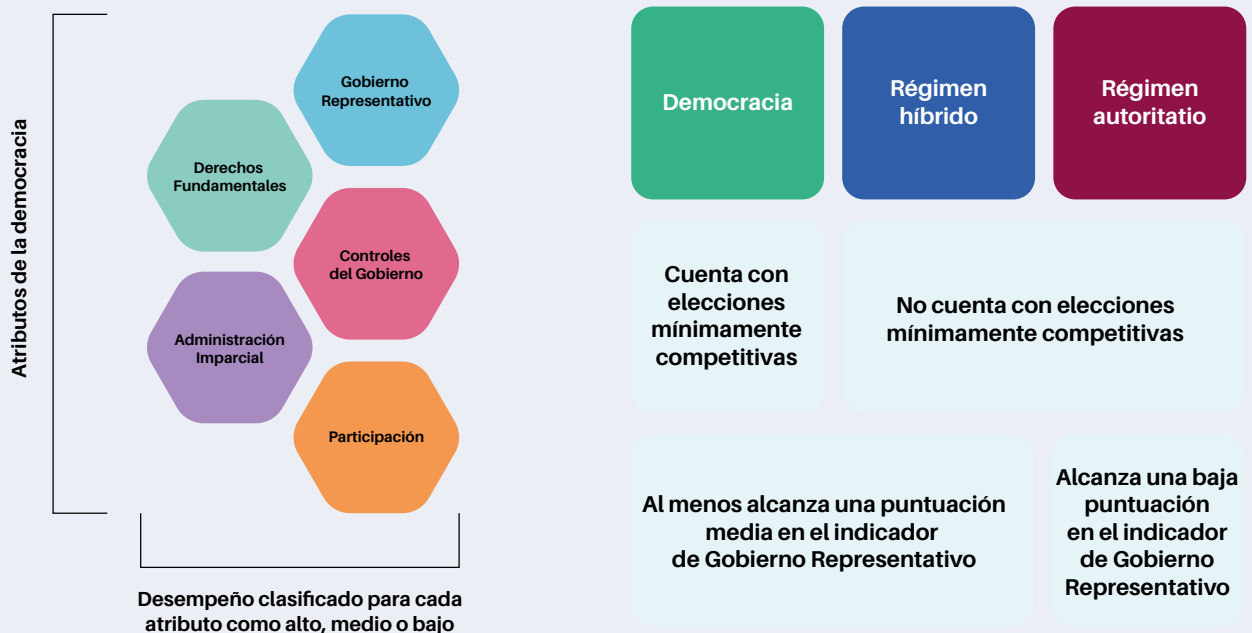 Atributos de la democracia
Gobierno
Representativo
Derechos
Fundamentales
Controles
del Gobierno
Administración
Imparcial
Participación
Desempeño clasificado para cada
atributo como alto, medio o bajo
Democracia
Régimen
híbrido
Régimen
autoritatio
Cuenta con
elecciones
mínimamente
competitivas
No cuenta con elecciones
mínimamente competitivas
Al menos alcanza una puntuación
media en el indicador
de Gobierno Representativo
Alcanza una baja
puntuación
en el indicador
de Gobierno
Representativo